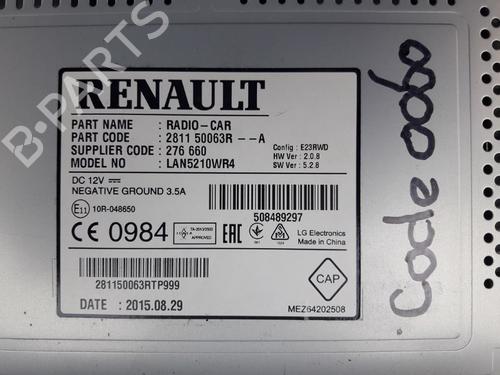 B-PARTS
RENAULT
PART NAME : RADIO-CAR
PART CODE : 2811 50063R --A
SUPPLIER CODE : 276 660
MODEL NO : LAN5210WR4
Config : E23RWD
HW Ver : 2.0.8
SW Ver : 5.2.8
DC 12V
NEGATIVE GROUND 3.5A
E11 10R-048650
508489297
CE 0984
APPROVED
EAC
LG Electronics
Made in China
281150063RTP999
CAP
DATE : 2015.08.29
MEZ64202508
Code 0060